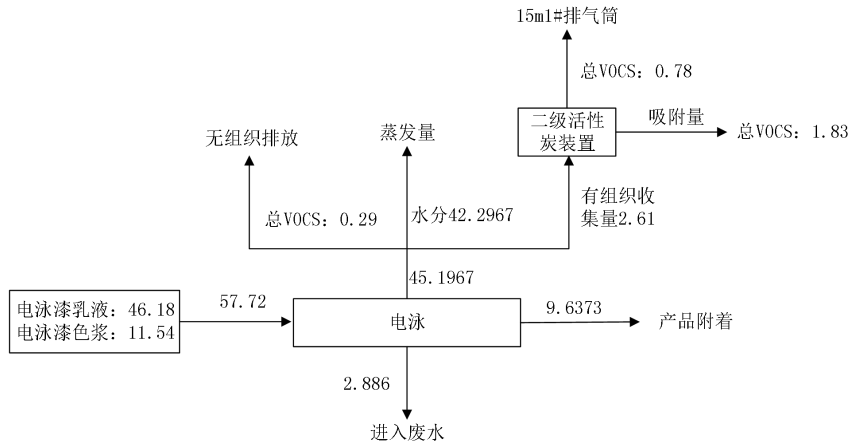 15m1#排气筒
总VOCS：0.78
二级活性
炭装置
吸附量
总VOCS：1.83
无组织排放
蒸发量
有组织收
集量2.61
总VOCS：0.29
水分42.2967
45.1967
电泳漆乳液：46.18
电泳漆色浆：11.54
57.72
电泳
9.6373
产品附着
2.886
进入废水